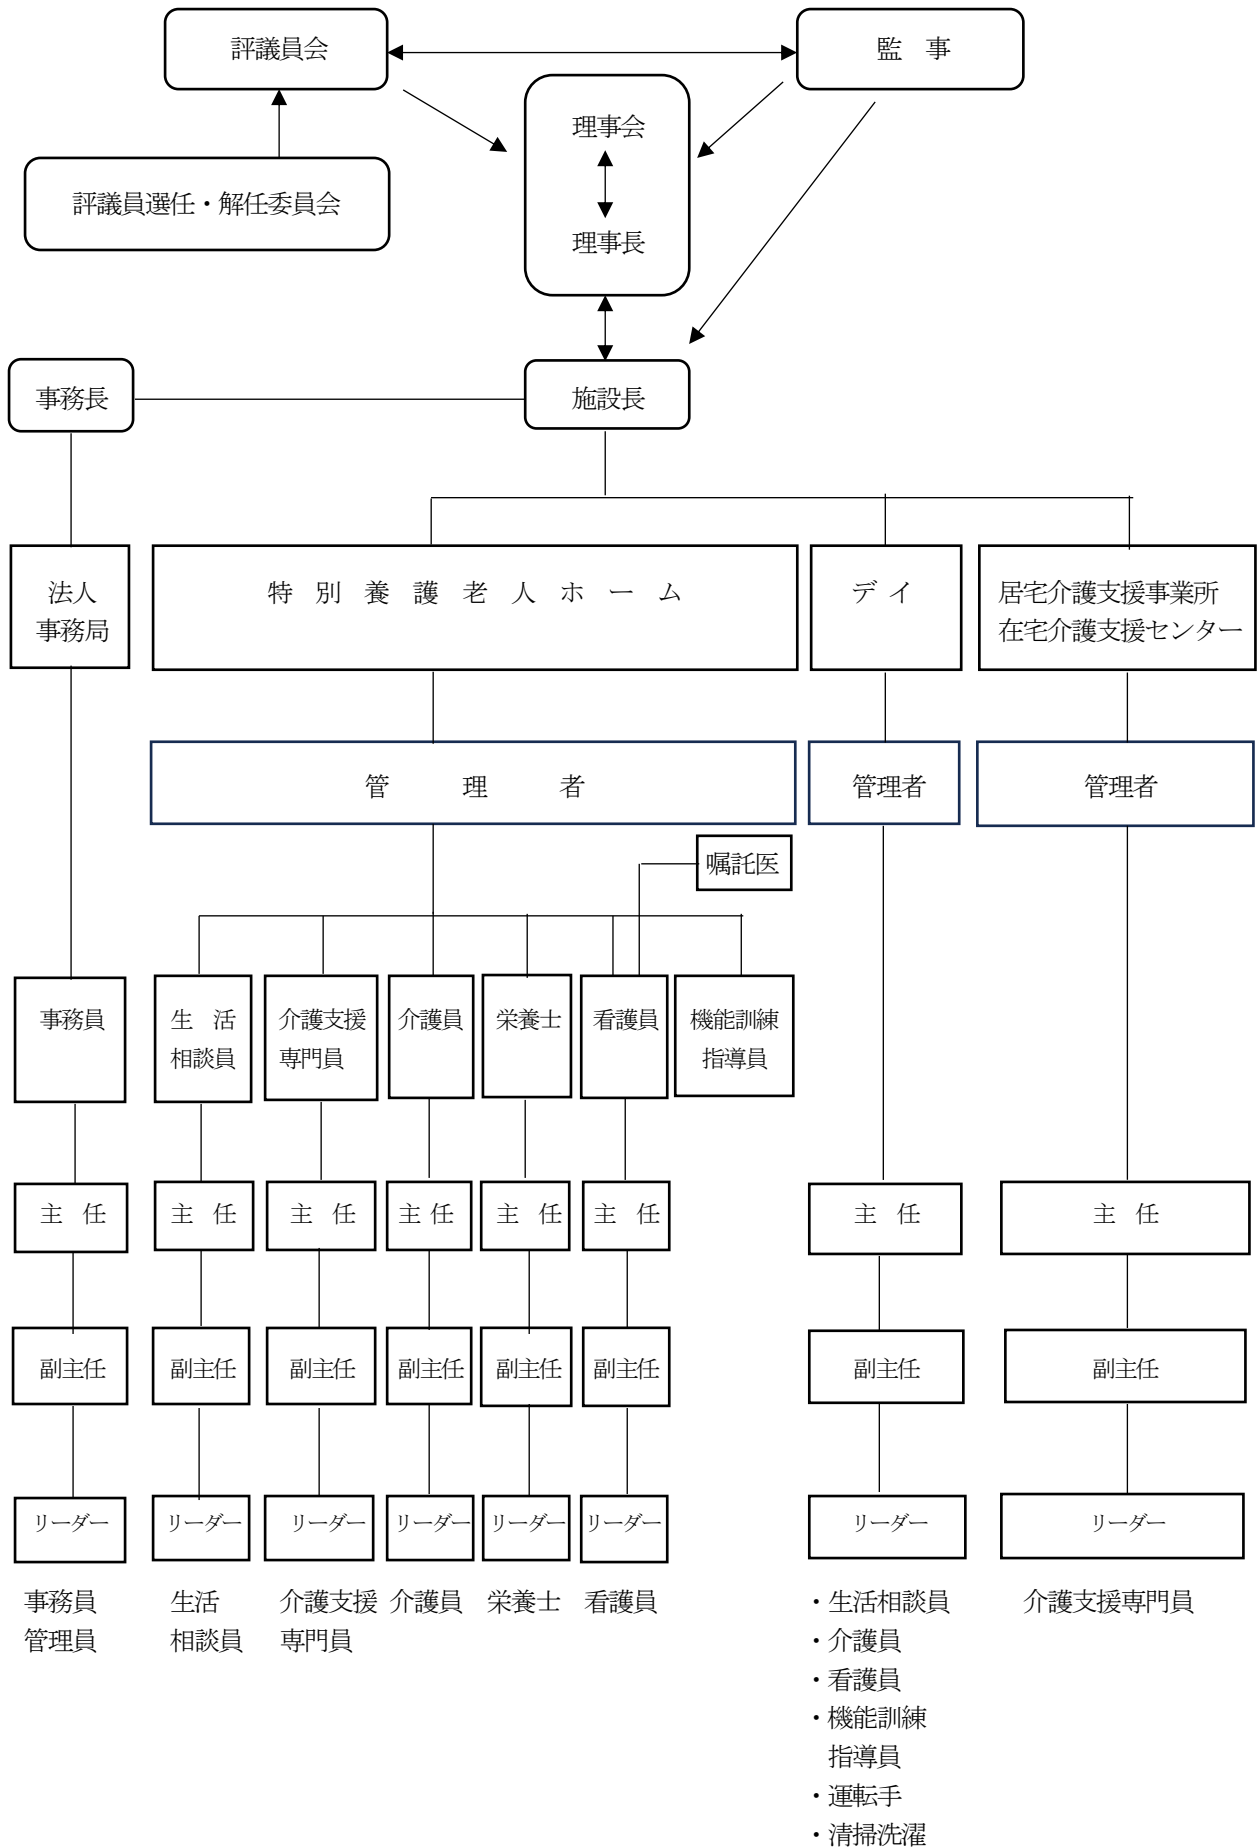 評議員会
監　事
理事会
評議員選任・解任委員会
理事長
事務長
施設長
法人
事務局
特　別　養　護　老　人　ホ　ー　ム
デ イ
居宅介護支援事業所
在宅介護支援センター
管　　　理　　　者
管理者
管理者
嘱託医
事務員
生　活
相談員
介護支援
専門員
介護員
栄養士
看護員
機能訓練
指導員
主　任
主　任
主　任
主 任
主　任
主　任
主　任
主　任
副主任
副主任
副主任
副主任
副主任
副主任
副主任
副主任
リーダー
リーダー
リーダー
リーダー
リーダー
リーダー
リーダー
リーダー
事務員
管理員
生活
相談員
介護支援
専門員
介護員
栄養士
看護員
・生活相談員
・介護員
・看護員
・機能訓練
指導員
・運転手
・清掃洗濯
介護支援専門員